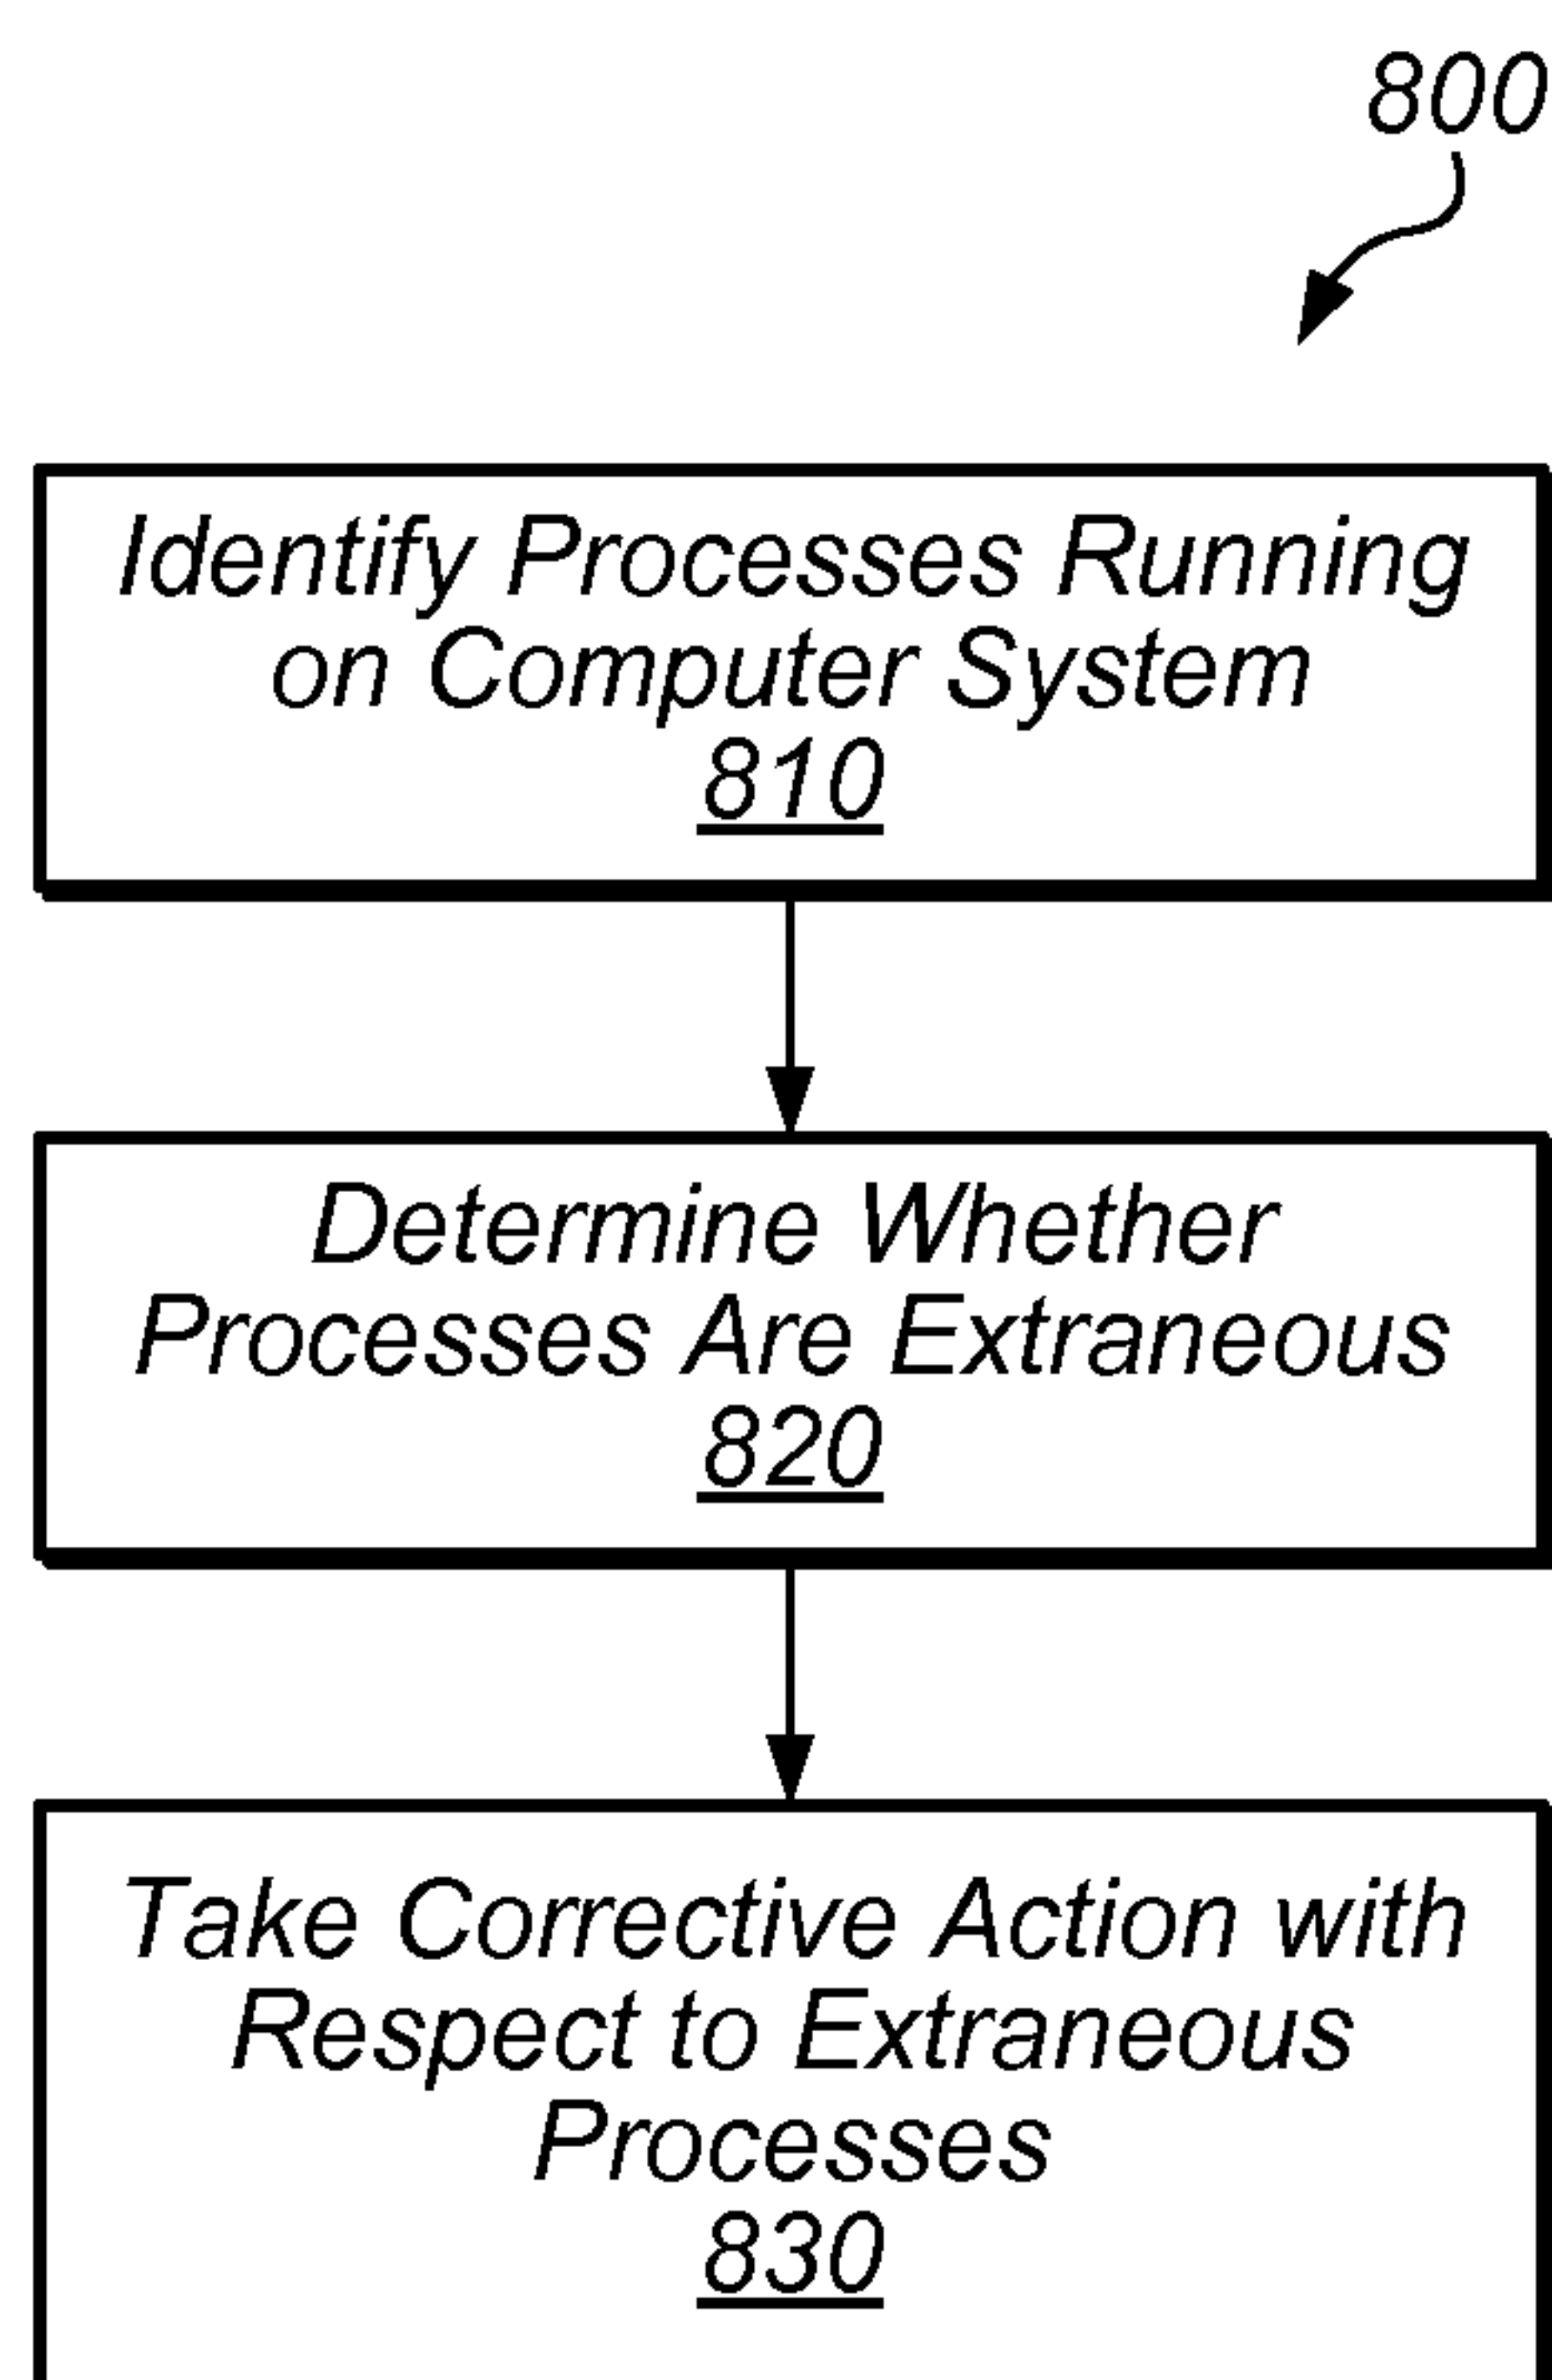 800
Identify Processes Running
on Computer System
810
Determine Whether
Processes Are Extraneous
820
Take Corrective Action with
Respect to Extraneous
Processes
830